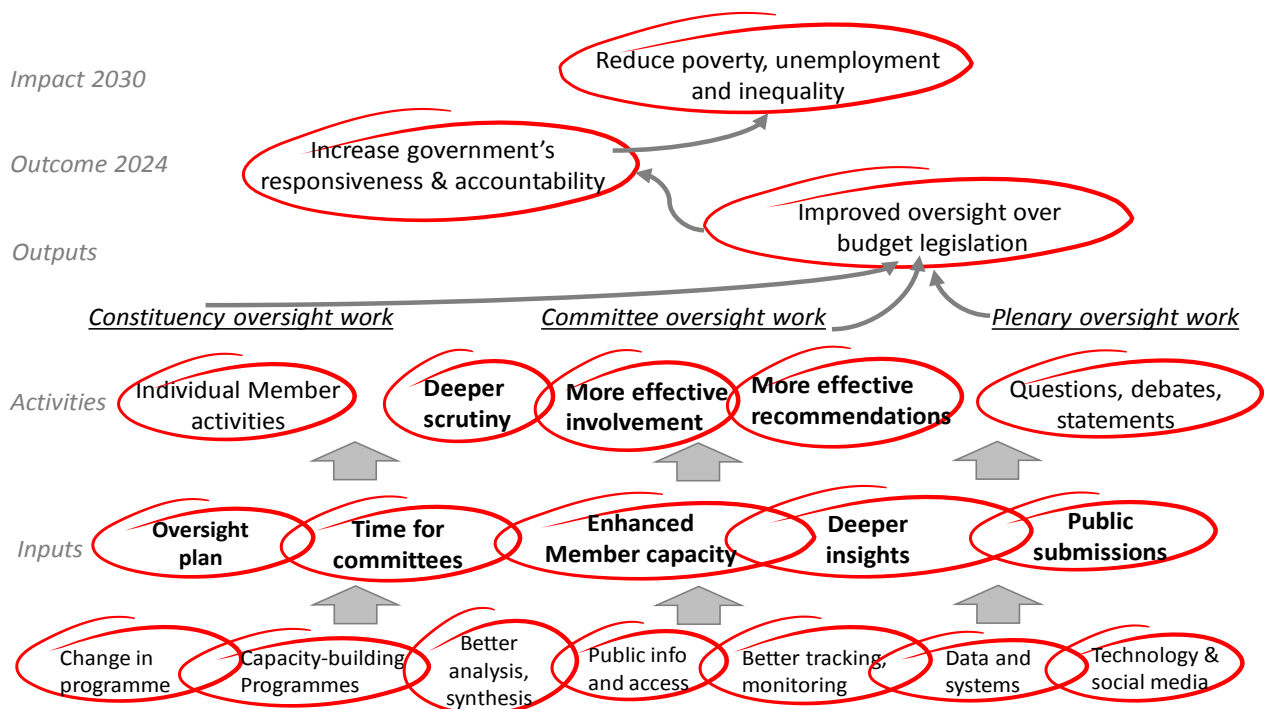 Impact 2030
Reduce poverty, unemployment
and inequality
Outcome 2024
Increase government's
responsiveness & accountability
Outputs
Improved oversight over
budget legislation
Constituency oversight work
Committee oversight work
Plenary oversight work
Activities
Individual Member
activities
Deeper
scrutiny
More effective
involvement
More effective
recommendations
Questions, debates,
statements
Inputs
Oversight
plan
Time for
committees
Enhanced
Member capacity
Deeper
insights
Public
submissions
Change in
programme
Capacity-building
Programmes
Better
analysis,
synthesis
Public info
and access
Better tracking,
monitoring
Data and
systems
Technology &
social media